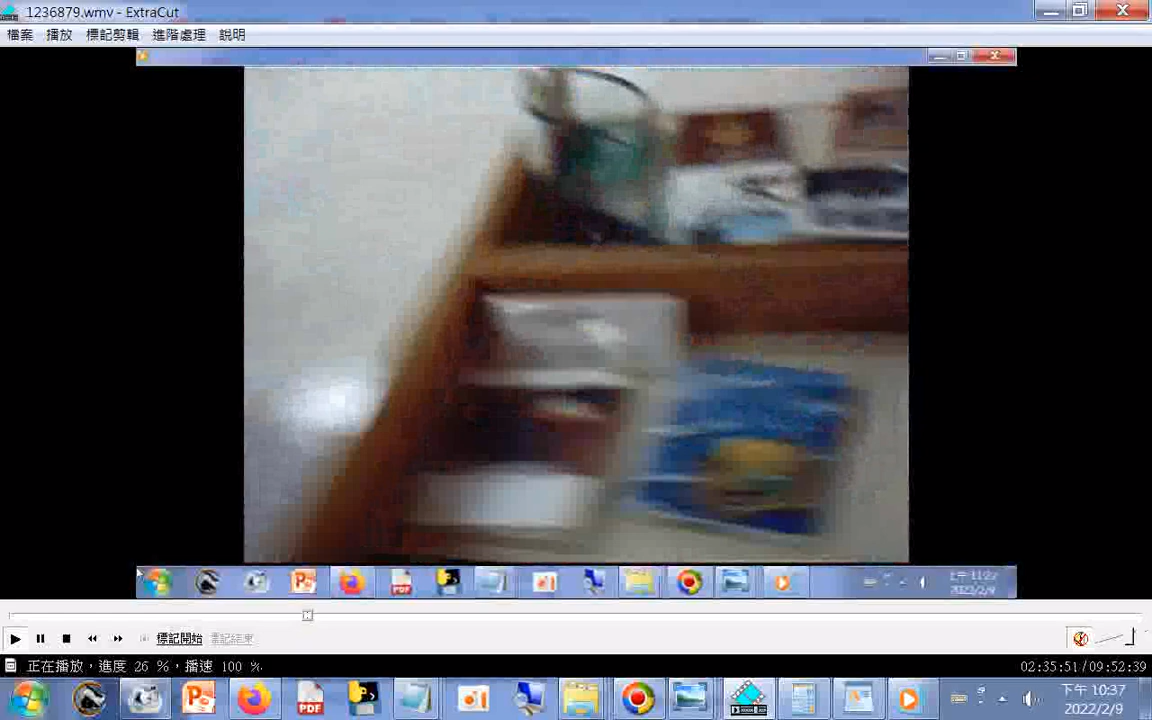 1236879.wmv - ExtraCut
檔案 播放 標記剪輯 進階處理 說明
PDF
標記開始 標記結束
正在播放，進度 26 %，播速 100 %.
02:35:51 / 09:52:39
PDF
下午 10:37
2022/2/9